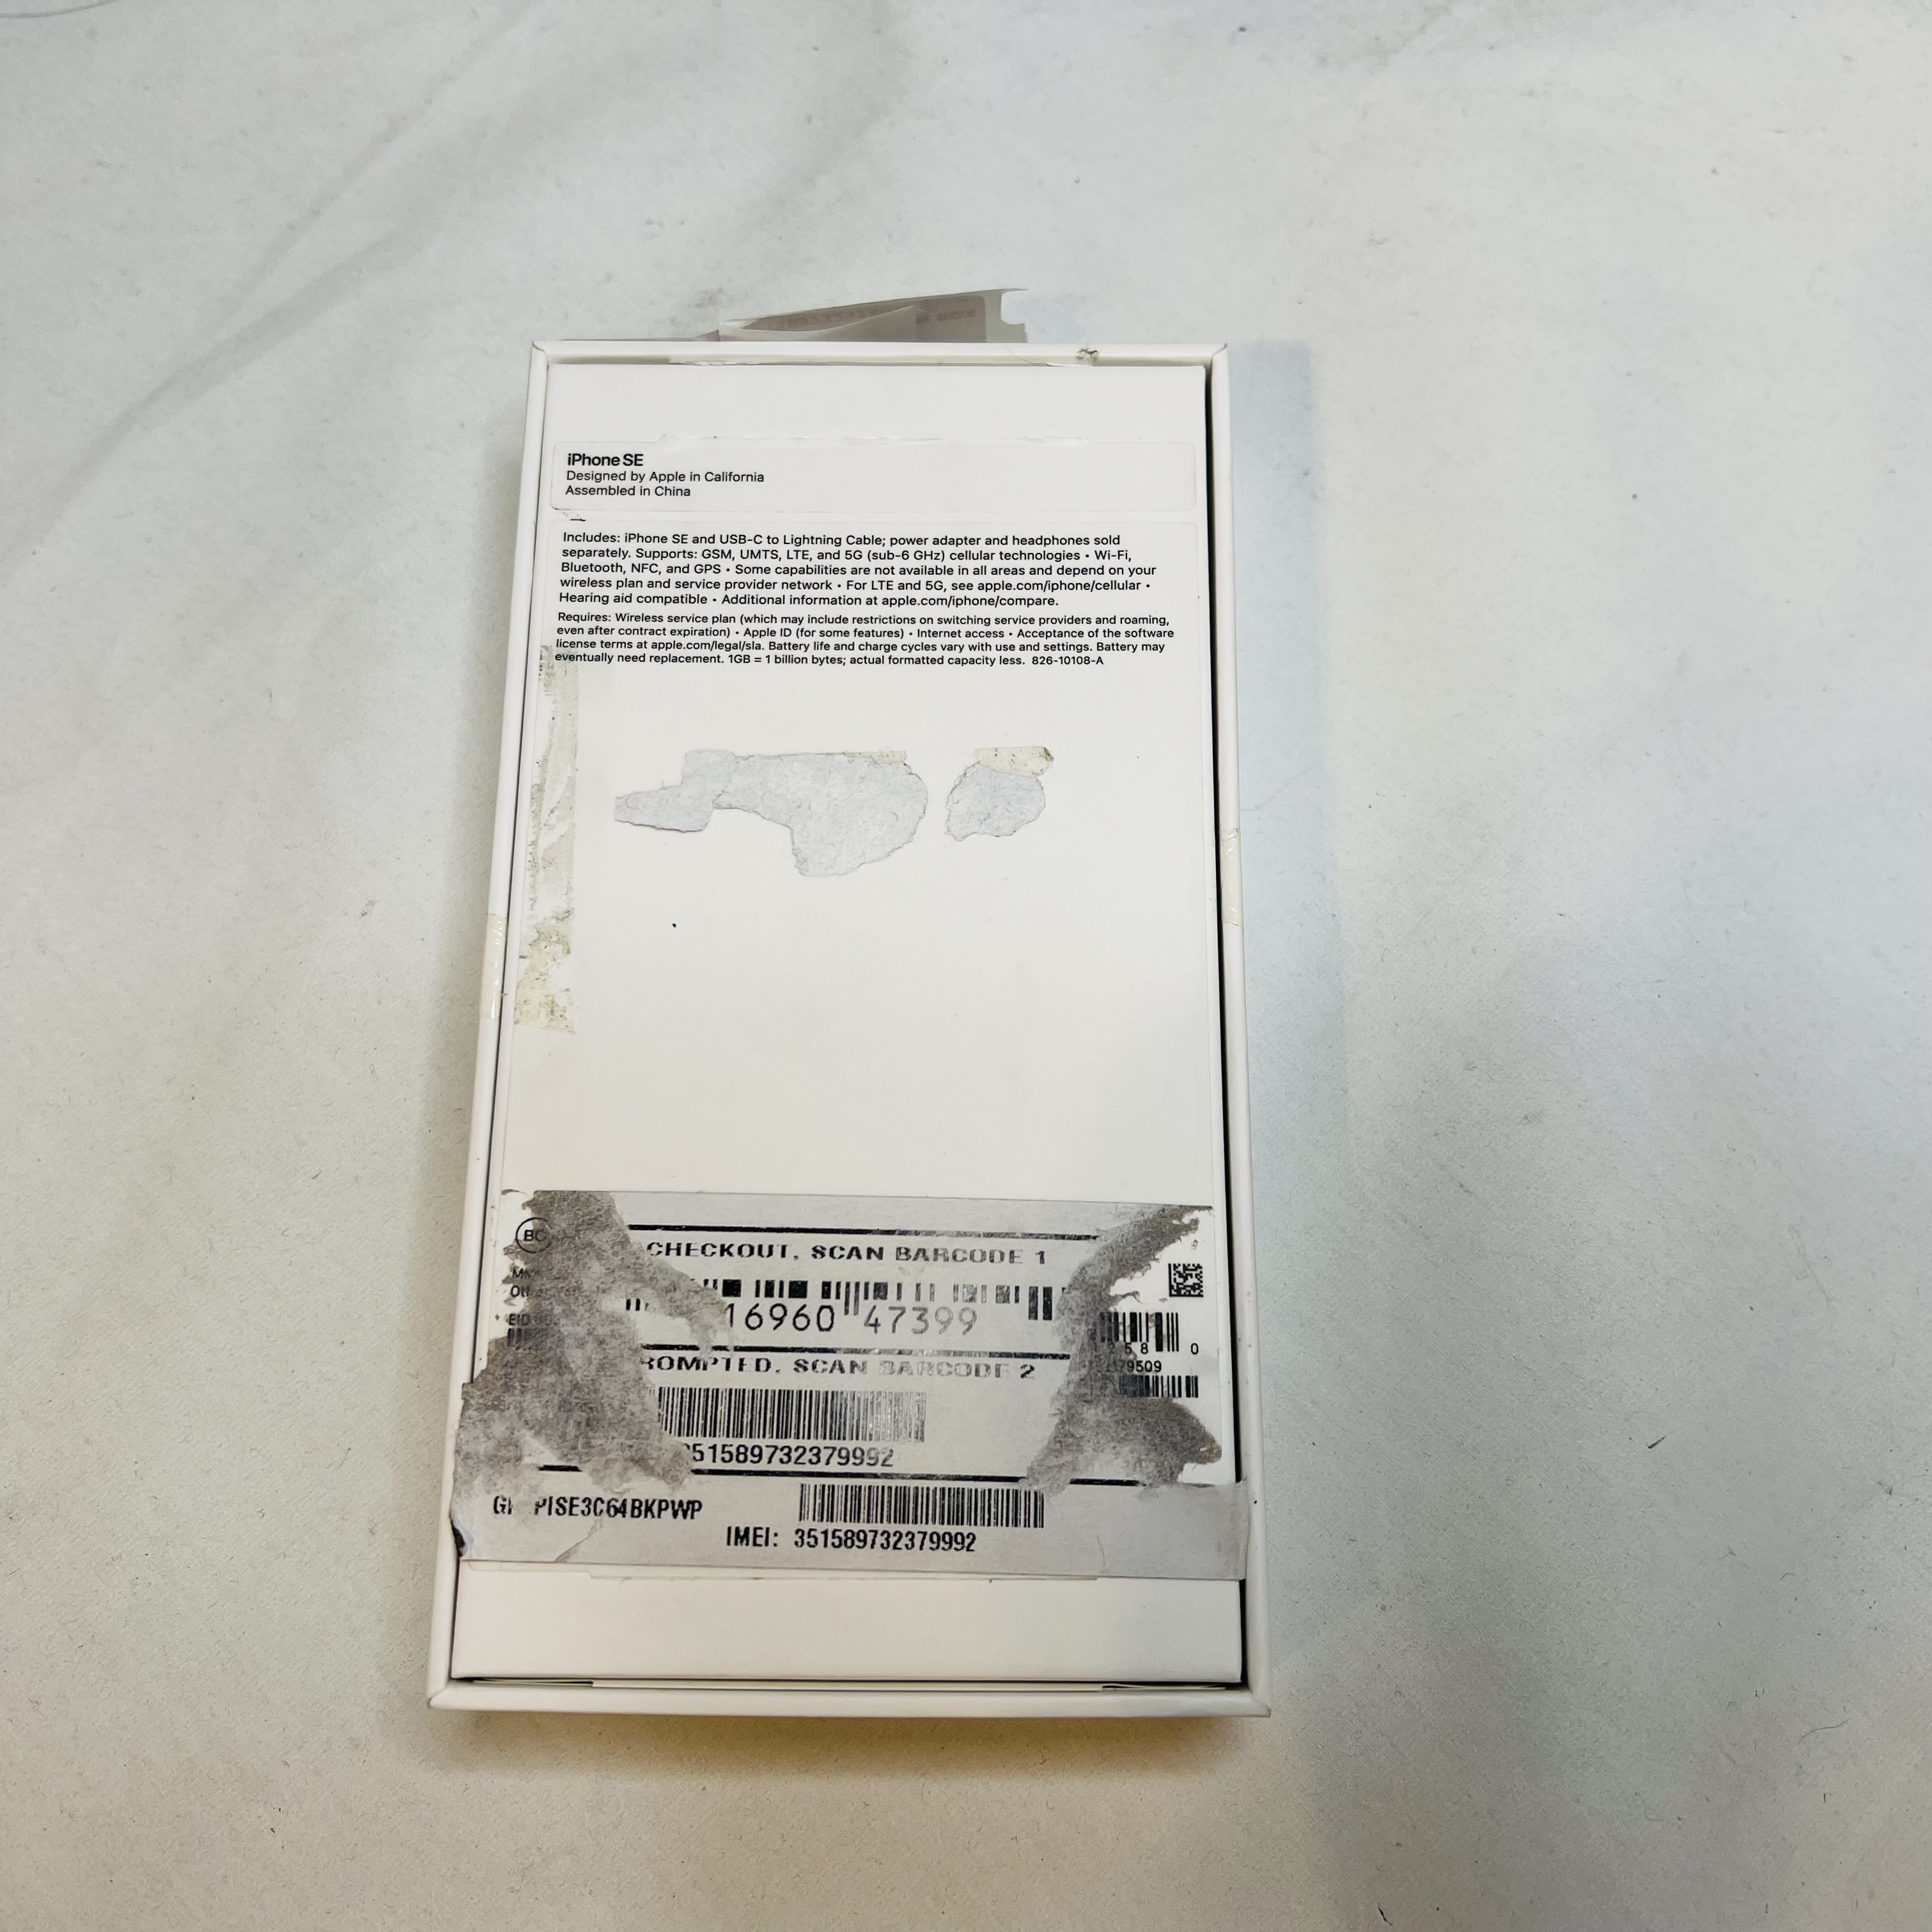 iPhone SE
Designed by Apple in California
Assembled in China
Includes: iPhone SE and USB-C to Lightning Cable; power adapter and headphones sold
separately. Supports: GSM, UMTS, LTE, and 5G (sub-6 GHz) cellular technologies • Wi-Fi,
Bluetooth, NFC, and GPS • Some capabilities are not available in all areas and depend on your
wireless plan and service provider network • For LTE and 5G, see apple.com/iphone/cellular •
Hearing aid compatible • Additional information at apple.com/iphone/compare.
Requires: Wireless service plan (which may include restrictions on switching service providers and roaming,
even after contract expiration) • Apple ID (for some features) • Internet access • Acceptance of the software
license terms at apple.com/legal/sla. Battery life and charge cycles vary with use and settings. Battery may
eventually need replacement. 1GB = 1 billion bytes; actual formatted capacity less. 826-10108-A
BC
CHECKOUT, SCAN BARCODE 1
16960 47399
EID
SCAN BARCODE 2
351589732379992
PISE3C64BKPWP
IMEI: 351589732379992